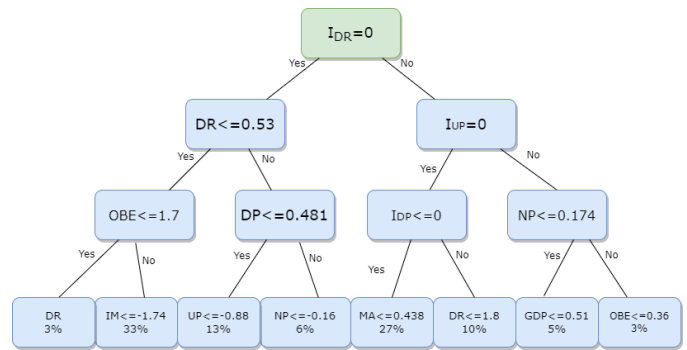 I_DR=0
Yes No
DR<=0.53 I_UP=0
Yes No Yes No
OBE<=1.7 DP<=0.481 I_DP<=0 NP<=0.174
Yes No Yes No Yes No Yes No
DR IM<=-1.74 UP<=-0.88 NP<=-0.16 MA<=0.438 DR<=1.8 GDP<=0.51 OBE<=0.36
3% 33% 13% 6% 27% 10% 5% 3%